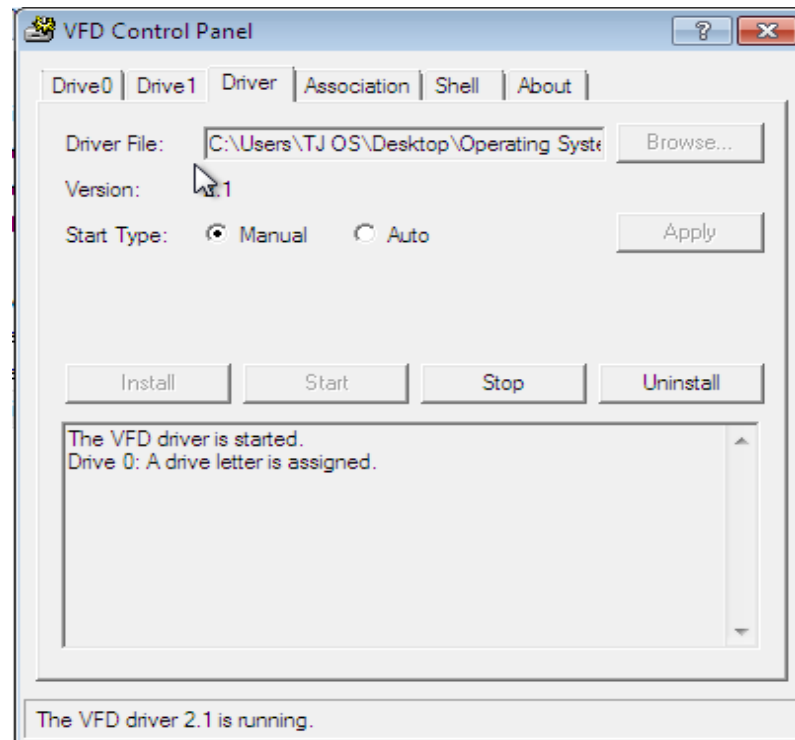 VFD Control Panel
Drive0 Drive1 Driver Association Shell About
Driver File: C:\Users\TJ OS\Desktop\Operating Syste Browse...
Version: .1
Start Type: Manual Auto Apply
Install Start Stop Uninstall
The VFD driver is started.
Drive 0: A drive letter is assigned.
The VFD driver 2.1 is running.